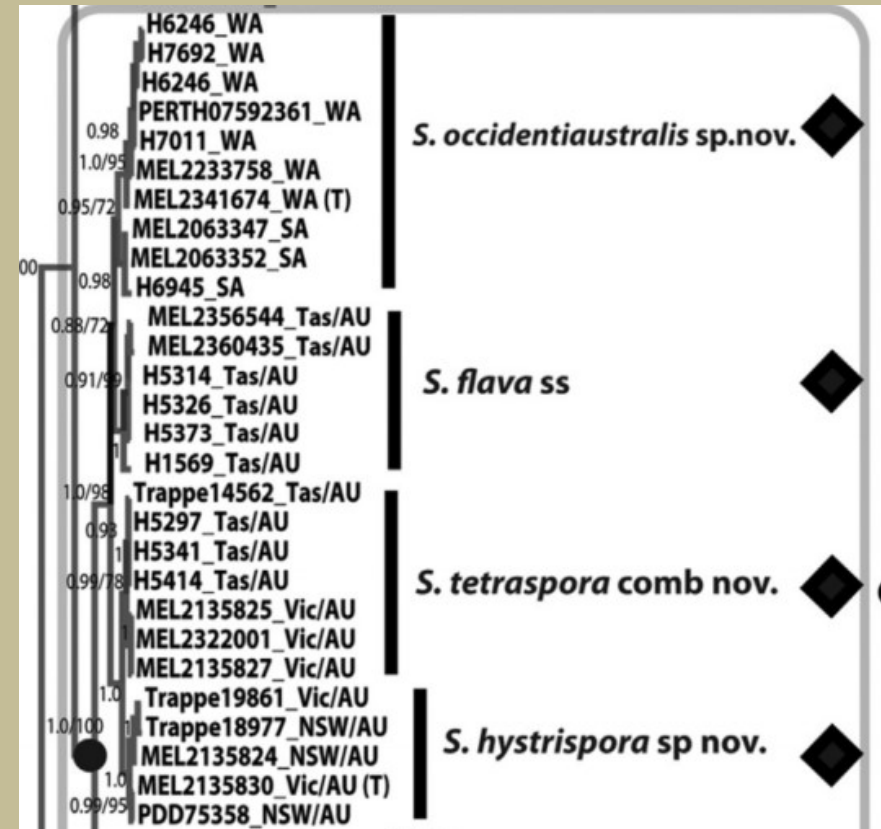 H6246_WA
H7692_WA
H6246_WA
PERTH07592361_WA
0.98
H7011_WA
S. occidentiaustralis sp.nov.
1.0/95
MEL2233758_WA
0.95/72
MEL2341674_WA (T)
MEL2063347_SA
MEL2063352_SA
00
0.98
H6945_SA
MEL2356544_Tas/AU
0.88/72
MEL2360435_Tas/AU
0.91/99
H5314_Tas/AU
S. flava ss
H5326_Tas/AU
H5373_Tas/AU
1
H1569_Tas/AU
1.0/98
Trappe14562_Tas/AU
0.93
H5297_Tas/AU
1
H5341_Tas/AU
0.99/78
H5414_Tas/AU
S. tetraspora comb nov.
MEL2135825_Vic/AU
1
MEL2322001_Vic/AU
MEL2135827_Vic/AU
1.0
Trappe19861_Vic/AU
1.0/100
1
Trappe18977_NSW/AU
S. hystrispora sp nov.
MEL2135824_NSW/AU
1.0
MEL2135830_Vic/AU (T)
0.99/95
PDD75358_NSW/AU